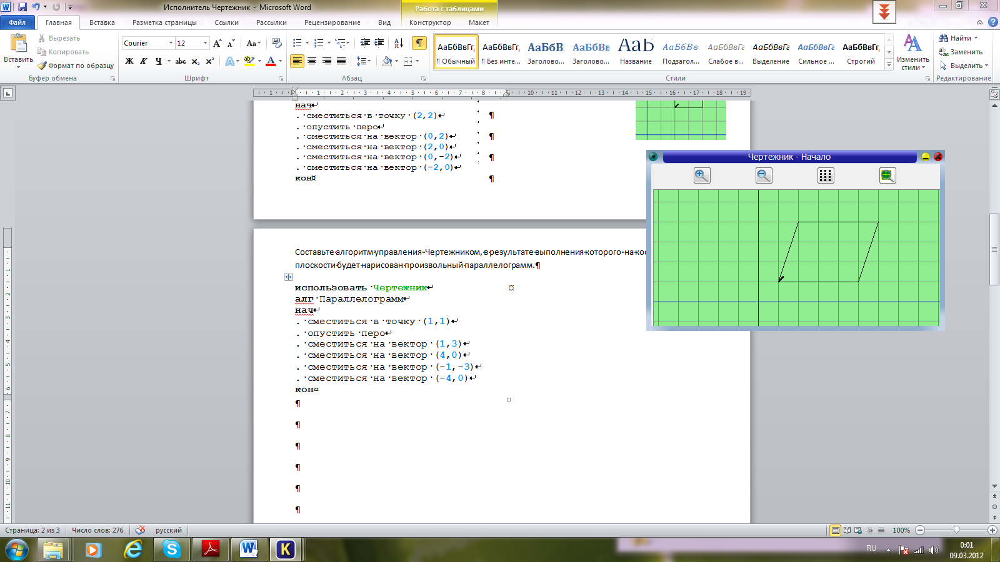 Исполнитель Чертежник - Microsoft Word
Работа с таблицами
Файл Главная Вставка Разметка страницы Ссылки Рассылки Рецензирование Вид Конструктор Макет
Вставить
Вырезать
Копировать
Формат по образцу
Буфер обмена
Courier 12
Ж К Ч abc x₂ x²
Шрифт
Абзац
АаБбВвГг, АаБбВвГг, АаБбВ АаБбВв АаБ АаБбВв. АаБбВвГг АаБбВвГг АаБбВвГг АаБбВвГг,
¶ Обычный ¶ Без инте... Заголово... Заголово... Название Подзагол... Слабое в... Выделение Сильное ... Строгий
Стили
Изменить стили
Найти
Заменить
Выделить
Редактирование
нач
. сместиться в точку (2,2)
. опустить перо
. сместиться на вектор (0,2)
. сместиться на вектор (2,0)
. сместиться на вектор (0,-2)
. сместиться на вектор (-2,0)
кон
Чертежник - Начало
Составьте алгоритм управления Чертежником, в результате выполнения которого на
плоскости будет нарисован произвольный параллелограмм.¶
использовать Чертежник
алг Параллелограмм
нач
. сместиться в точку (1,1)
. опустить перо
. сместиться на вектор (1,3)
. сместиться на вектор (4,0)
. сместиться на вектор (-1,-3)
. сместиться на вектор (-4,0)
кон
Страница: 2 из 3 Число слов: 276 русский 100%
RU 0:01
09.03.2012